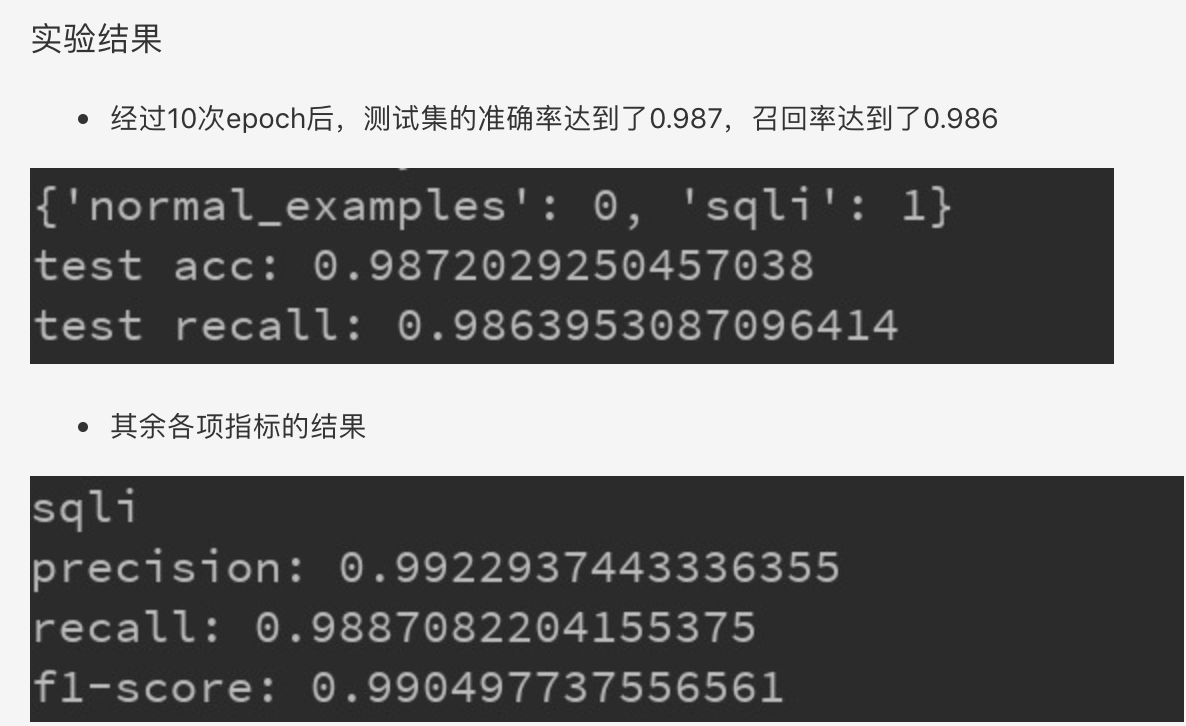 实验结果
经过10次epoch后，测试集的准确率达到了0.987，召回率达到了0.986
{'normal_examples': 0, 'sqli': 1}
test acc: 0.9872029250457038
test recall: 0.9863953087096414
其余各项指标的结果
sqli
precision: 0.9922937443336355
recall: 0.9887082204155375
f1-score: 0.990497737556561